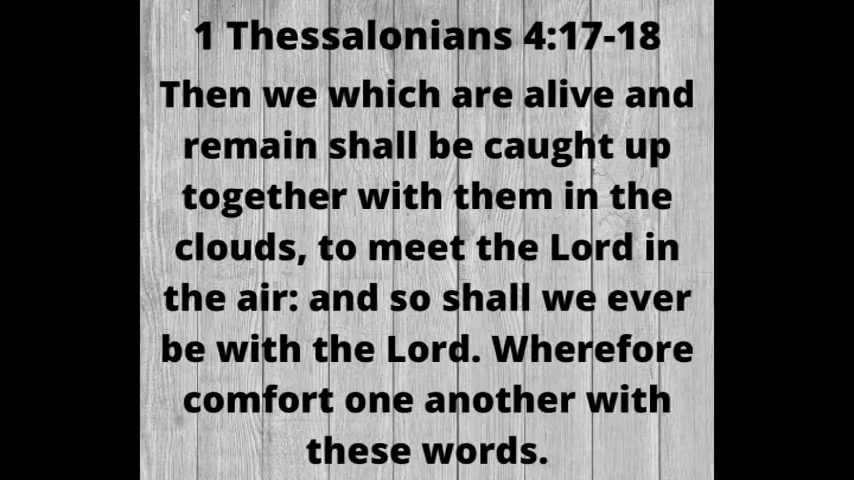 1 Thessalonians 4:17-18
Then we which are alive and
remain shall be caught up
together with them in the
clouds, to meet the Lord in
the air: and so shall we ever
be with the Lord. Wherefore
comfort one another with
these words.